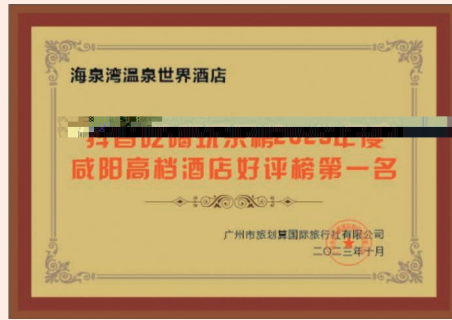 海泉湾温泉世界酒店
咸阳高档酒店好评榜第一名
广州市旅划算国际旅行社有限公司
二〇二三年十月